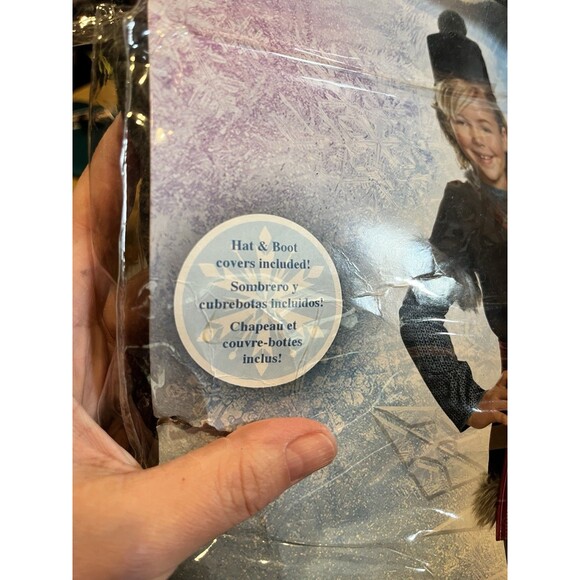 Hat & Boot
covers included!
Sombrero y
cubrebotas incluidos!
Chapeau et
couvre-bottes
inclus!